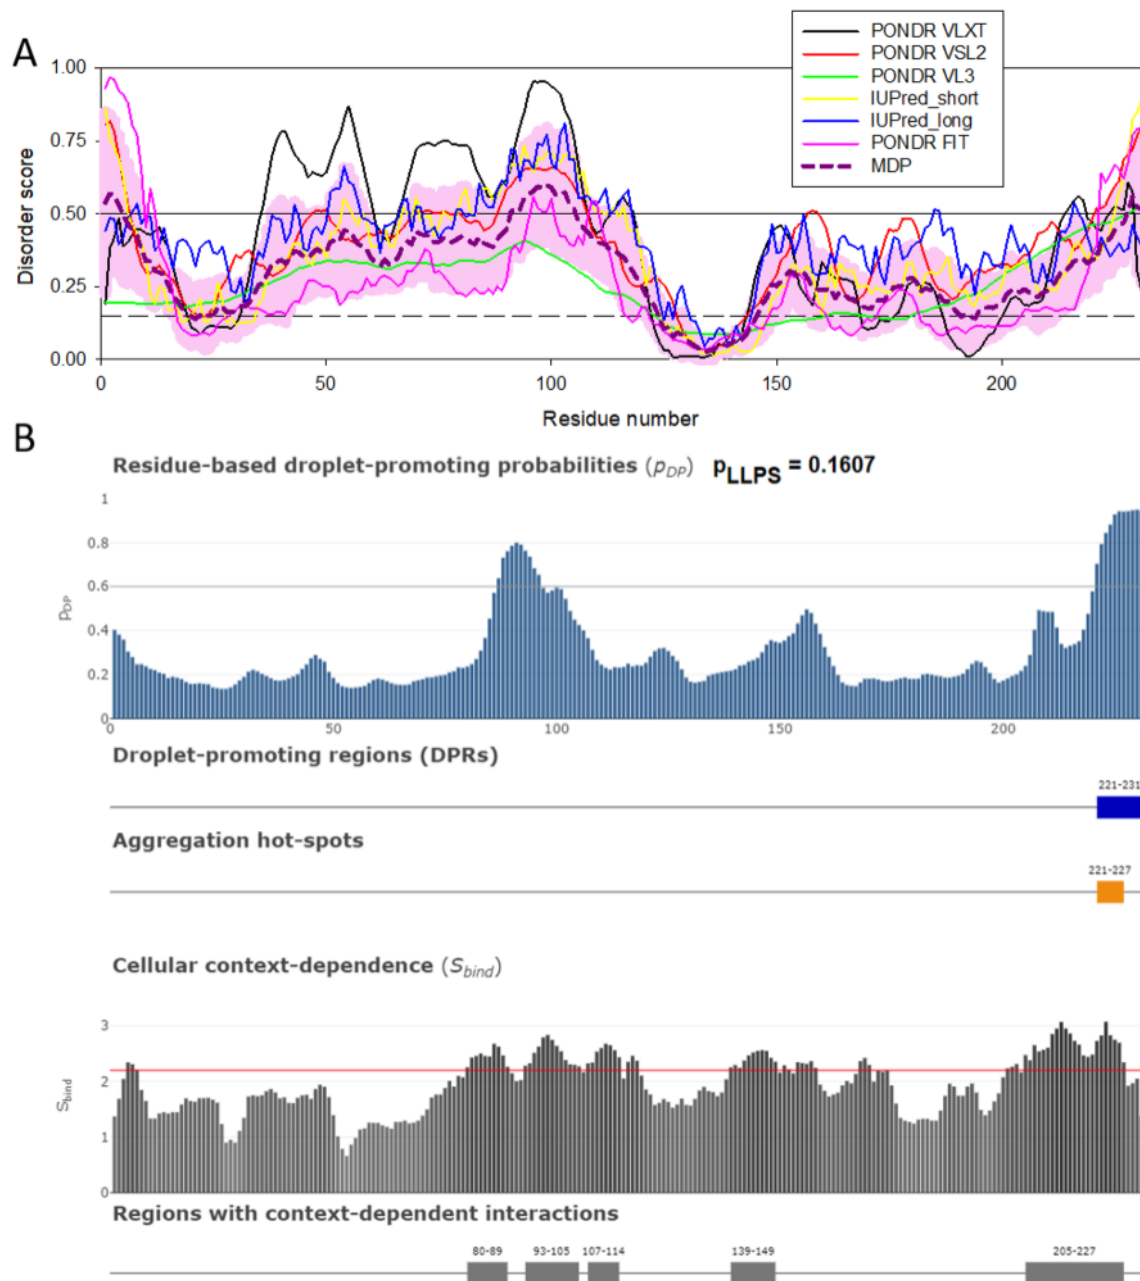 A
PONDR VLXT
PONDR VSL2
PONDR VL3
IUPred_short
IUPred_long
PONDR FIT
MDP
1.00
0.75
0.50
0.25
0.00
Disorder score
0 50 100 150 200
Residue number
B
Residue-based droplet-promoting probabilities (pDP) pLLPS = 0.1607
1
0.8
0.6
0.4
0.2
0
pDP
0 50 100 150 200
Droplet-promoting regions (DPRs)
221-231
Aggregation hot-spots
221-227
Cellular context-dependence (Sbind)
3
2
1
0
Sbind
Regions with context-dependent interactions
80-89 93-105 107-114 139-149 205-227